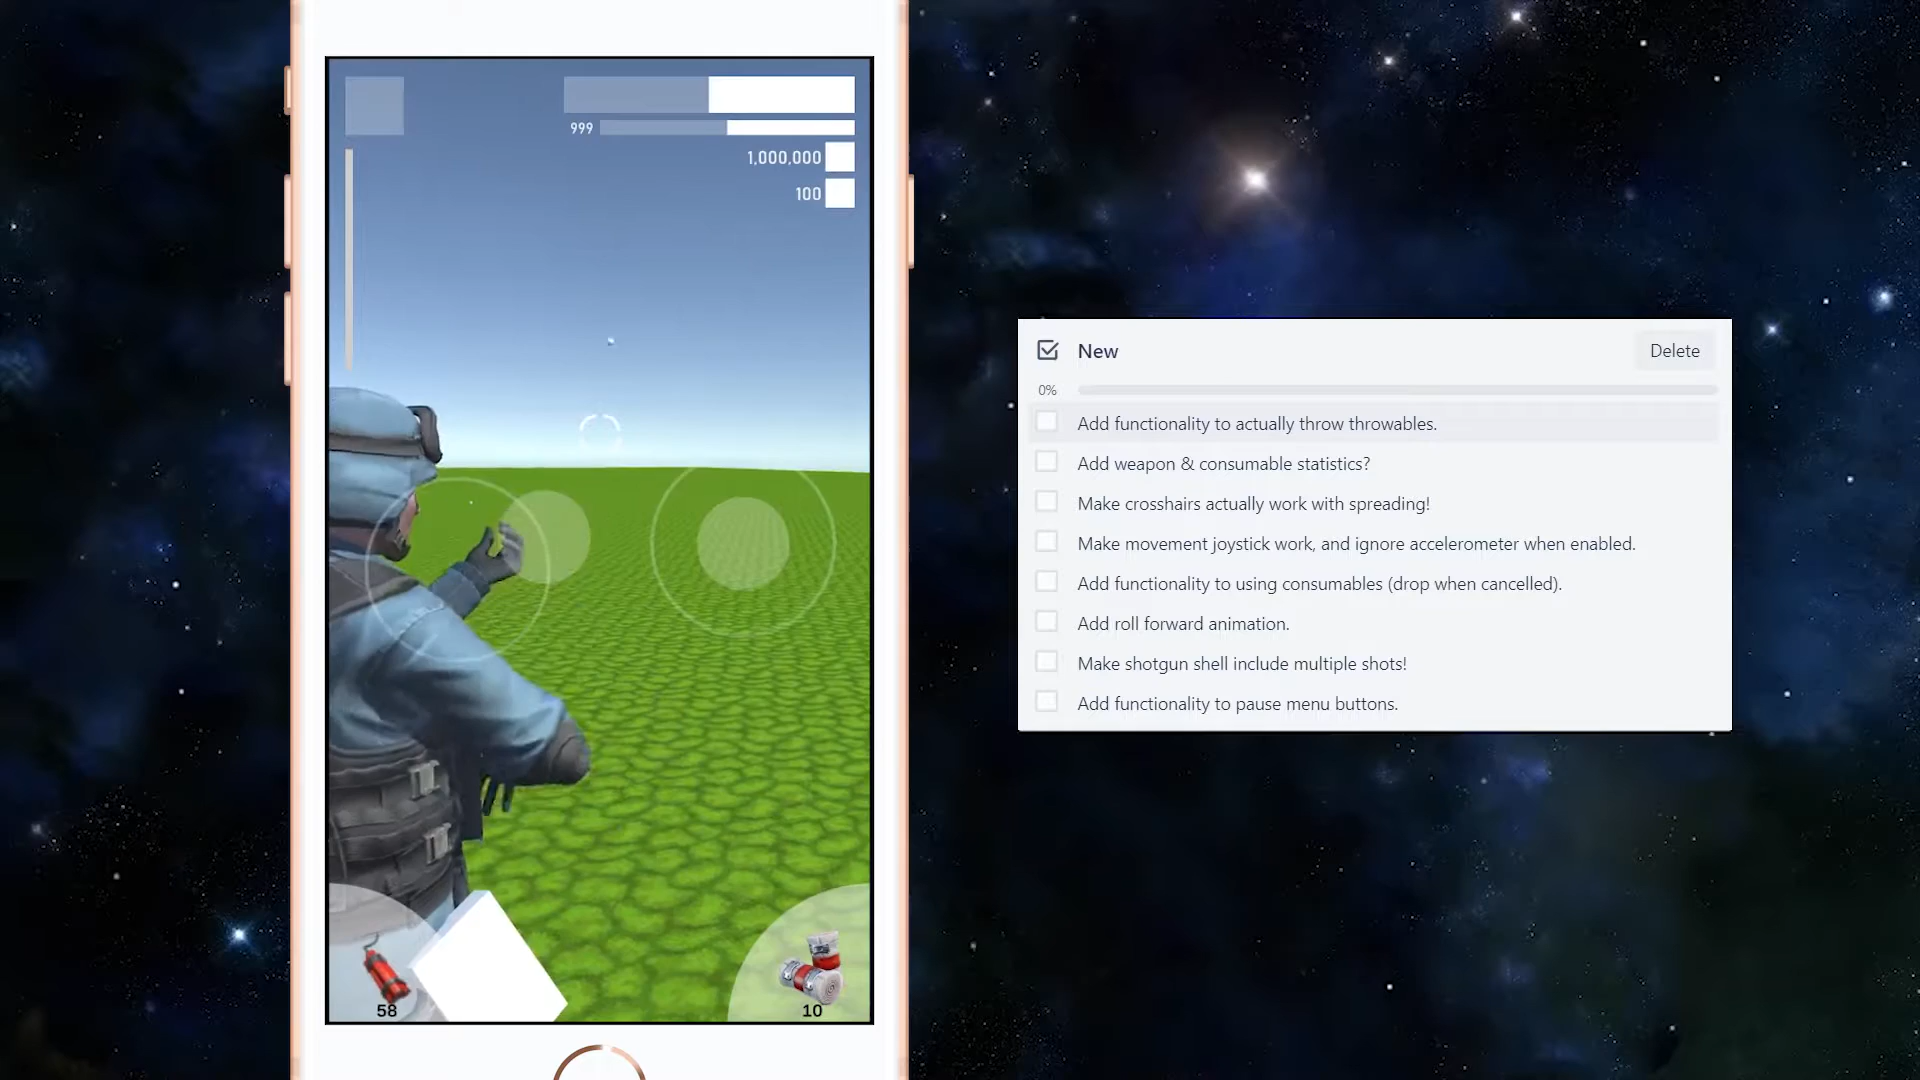 999
1,000,000
100
58
10
New
Delete
0%
Add functionality to actually throw throwables.
Add weapon & consumable statistics?
Make crosshairs actually work with spreading!
Make movement joystick work, and ignore accelerometer when enabled.
Add functionality to using consumables (drop when cancelled).
Add roll forward animation.
Make shotgun shell include multiple shots!
Add functionality to pause menu buttons.